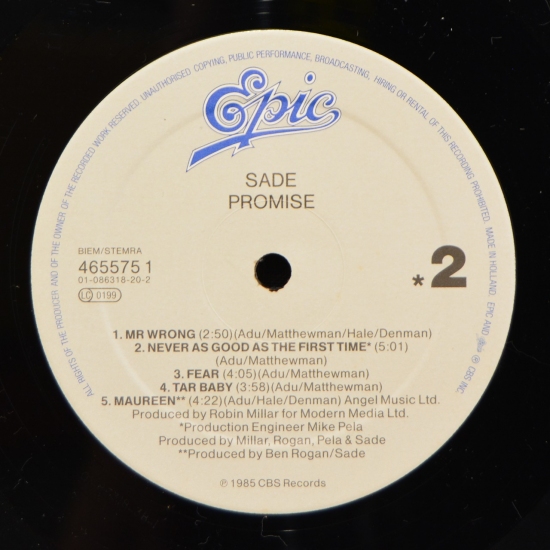 ALL RIGHTS OF THE PRODUCER AND OF THE OWNER OF THE RECORDED WORK RESERVED. UNAUTHORISED COPYING, PUBLIC PERFORMANCE, BROADCASTING, HIRING OR RENTAL OF THIS RECORDING PROHIBITED. MADE IN HOLLAND. EPIC AND ® CBS INC.
Epic
SADE
PROMISE
BIEM/STEMRA
465575 1
01-086318-20-2
LC 0199
*2
1. MR WRONG (2:50)(Adu/Matthewman/Hale/Denman)
2. NEVER AS GOOD AS THE FIRST TIME* (5:01)
(Adu/Matthewman)
3. FEAR (4:05)(Adu/Matthewman)
4. TAR BABY (3:58)(Adu/Matthewman)
5. MAUREEN** (4:22)(Adu/Hale/Denman) Angel Music Ltd.
Produced by Robin Millar for Modern Media Ltd.
*Production Engineer Mike Pela
Produced by Millar, Rogan, Pela & Sade
**Produced by Ben Rogan/Sade
℗ 1985 CBS Records